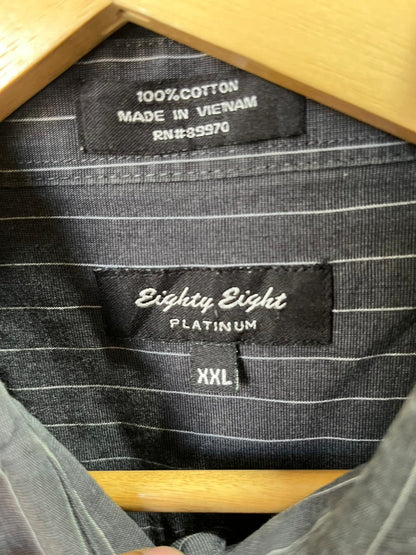 100%COTTON
MADE IN VIETNAM
RN#89970
Eighty Eight
PLATINUM
XXL